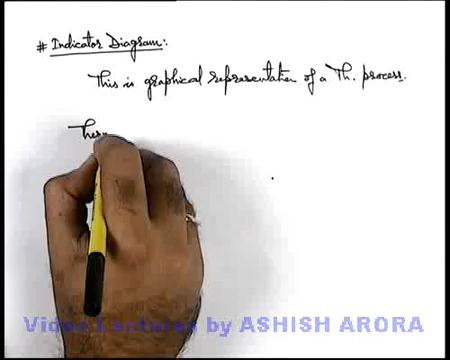 # Indicator Diagram:
This is graphical representation of a Th. process.
Video Lectures by ASHISH ARORA